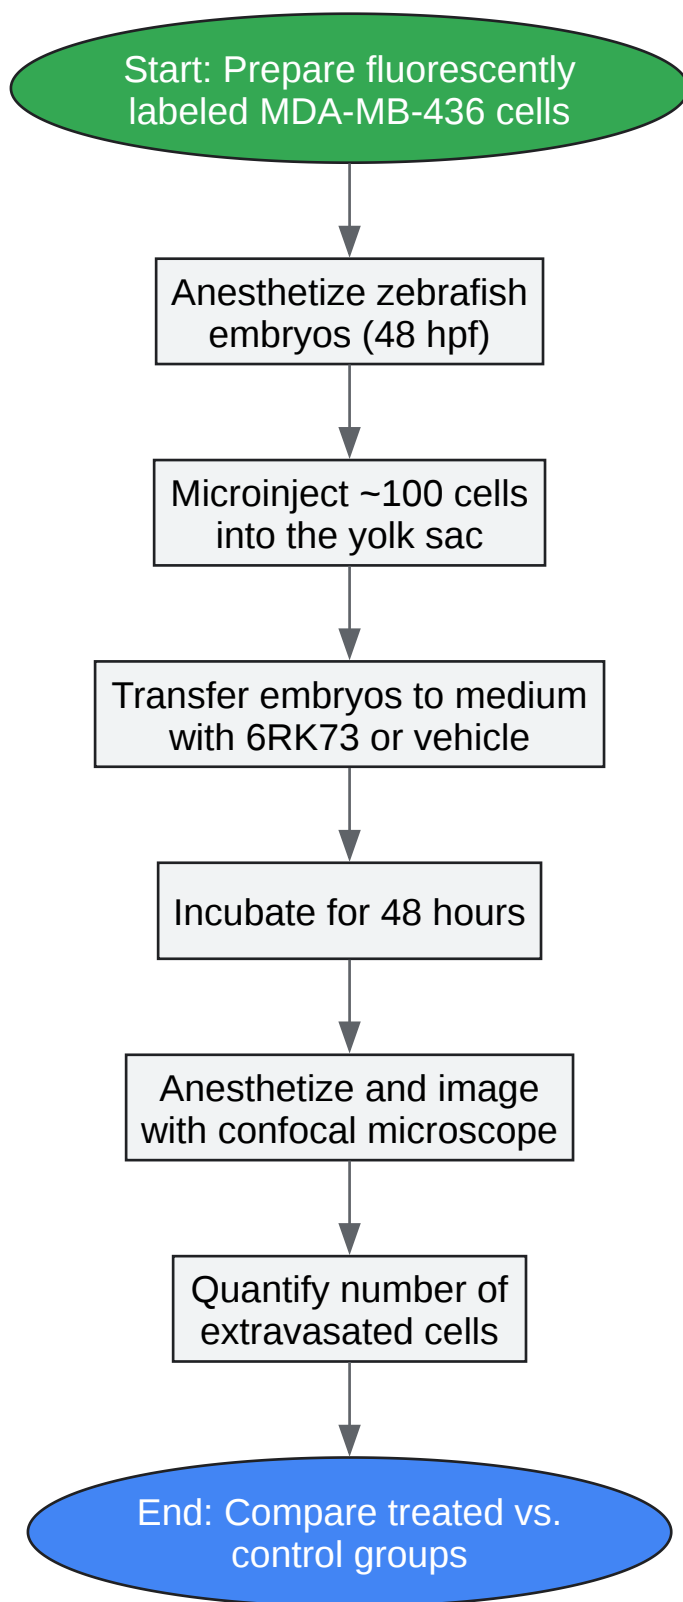 Start: Prepare fluorescently
labeled MDA-MB-436 cells
Anesthetize zebrafish
embryos (48 hpf)
Microinject ~100 cells
into the yolk sac
Transfer embryos to medium
with 6RK73 or vehicle
Incubate for 48 hours
Anesthetize and image
with confocal microscope
Quantify number of
extravasated cells
End: Compare treated vs.
control groups